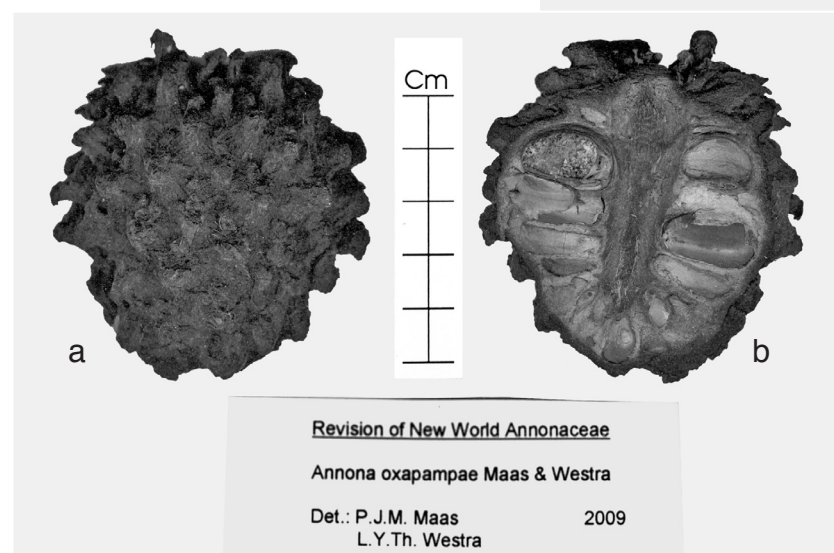 Cm
a
b
Revision of New World Annonaceae
Annona oxapampae Maas & Westra
Det.: P.J.M. Maas 2009
L.Y.Th. Westra